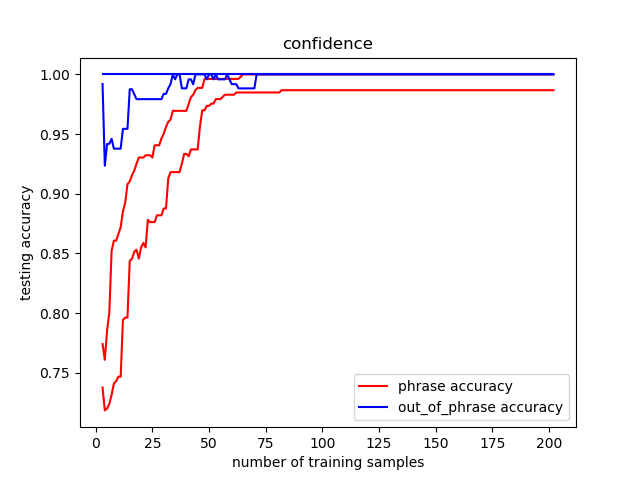 confidence
testing accuracy
1.00
0.95
0.90
0.85
0.80
0.75
phrase accuracy
out_of_phrase accuracy
0 25 50 75 100 125 150 175 200
number of training samples